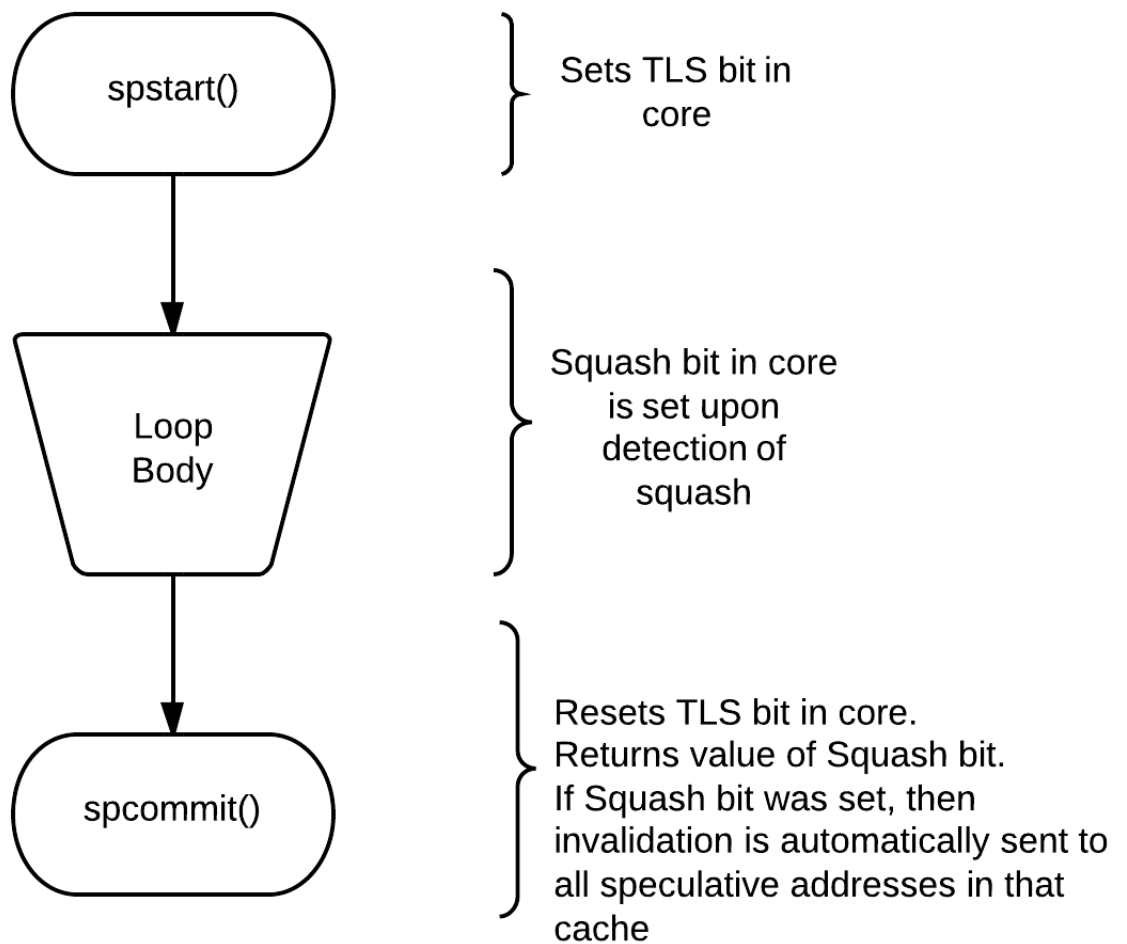 spstart()
Sets TLS bit in
core
Loop
Body
Squash bit in core
is set upon
detection of
squash
spcommit()
Resets TLS bit in core.
Returns value of Squash bit.
If Squash bit was set, then
invalidation is automatically sent to
all speculative addresses in that
cache